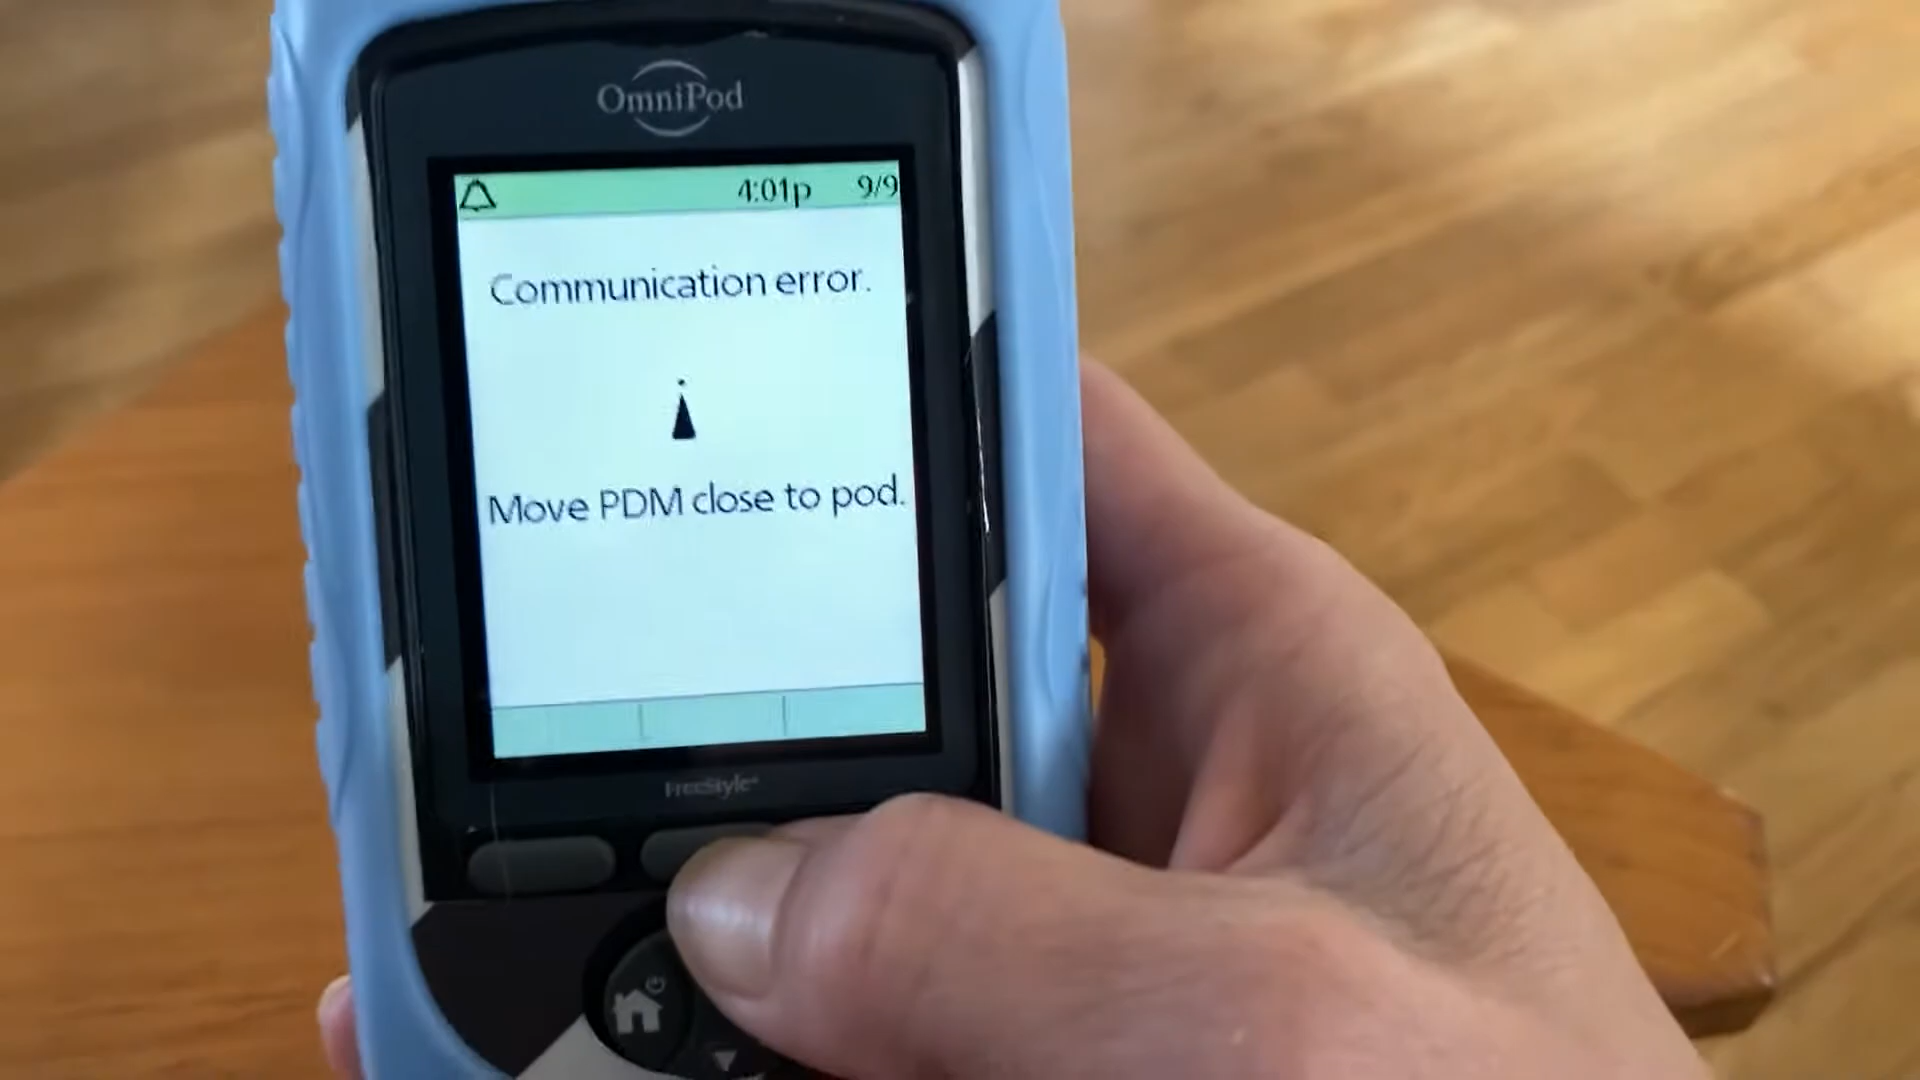 OmniPod
4:01p 9/9
Communication error.
Move PDM close to pod.
FreeStyle